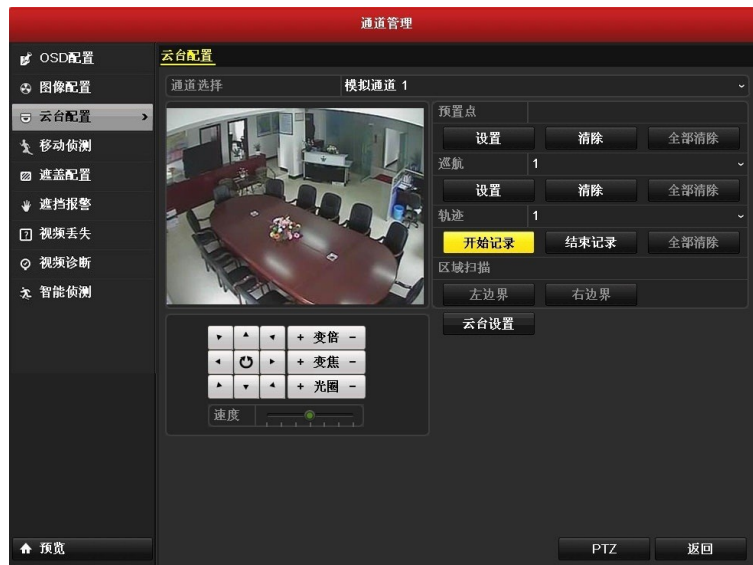 通道管理
OSD配置
图像配置
云台配置
移动侦测
遮盖配置
遮挡报警
视频丢失
视频诊断
智能侦测
预览
云台配置
通道选择 模拟通道 1
预置点
设置 清除 全部清除
巡航 1
设置 清除 全部清除
轨迹 1
开始记录 结束记录 全部清除
区域扫描
左边界 右边界
云台设置
+ 变倍 -
+ 变焦 -
+ 光圈 -
速度
PTZ 返回